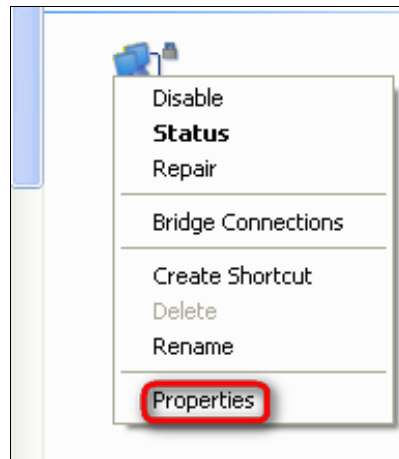 Disable
Status
Repair
Bridge Connections
Create Shortcut
Delete
Rename
Properties